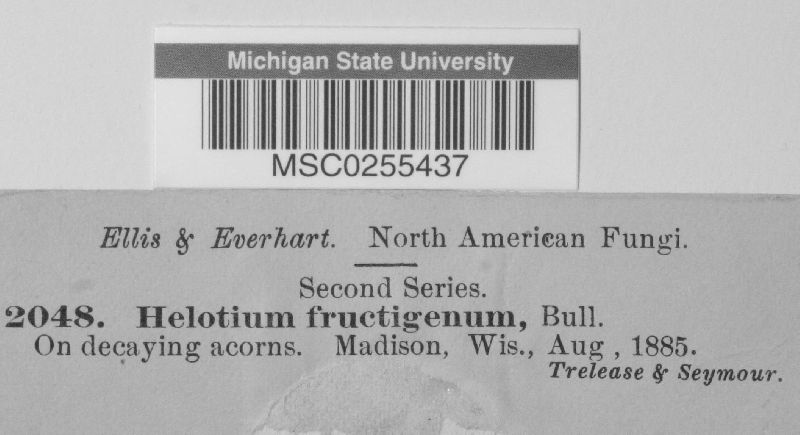 Michigan State University
MSC0255437
Ellis & Everhart. North American Fungi.
Second Series.
2048. Helotium fructigenum, Bull.
On decaying acorns. Madison, Wis., Aug , 1885.
Trelease & Seymour.